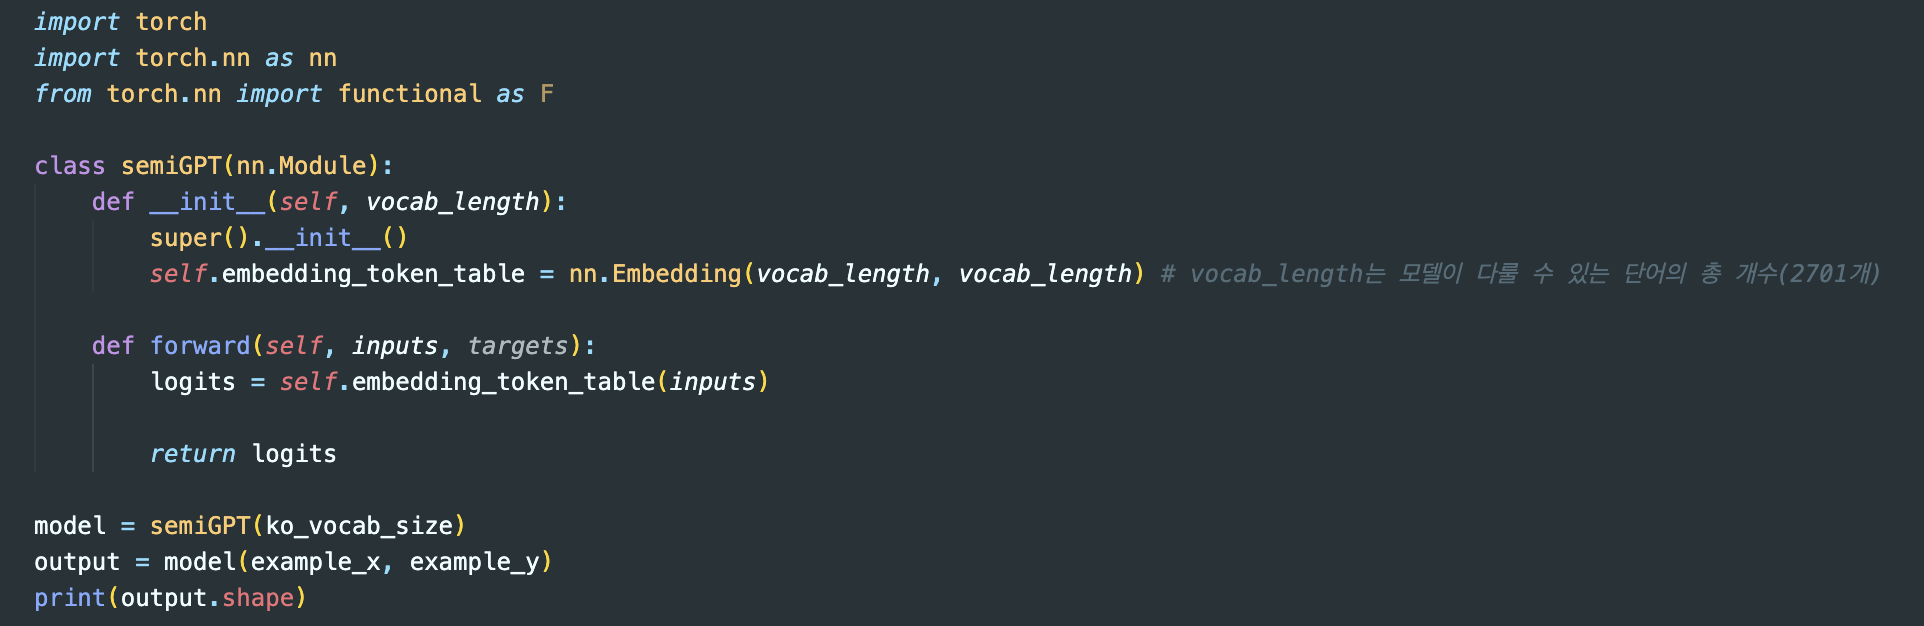 import torch
import torch.nn as nn
from torch.nn import functional as F
class semiGPT(nn.Module):
def __init__(self, vocab_length):
super().__init__()
self.embedding_token_table = nn.Embedding(vocab_length, vocab_length) # vocab_length는 모델이 다룰 수 있는 단어의 총 개수(2701개)
def forward(self, inputs, targets):
logits = self.embedding_token_table(inputs)
return logits
model = semiGPT(ko_vocab_size)
output = model(example_x, example_y)
print(output.shape)